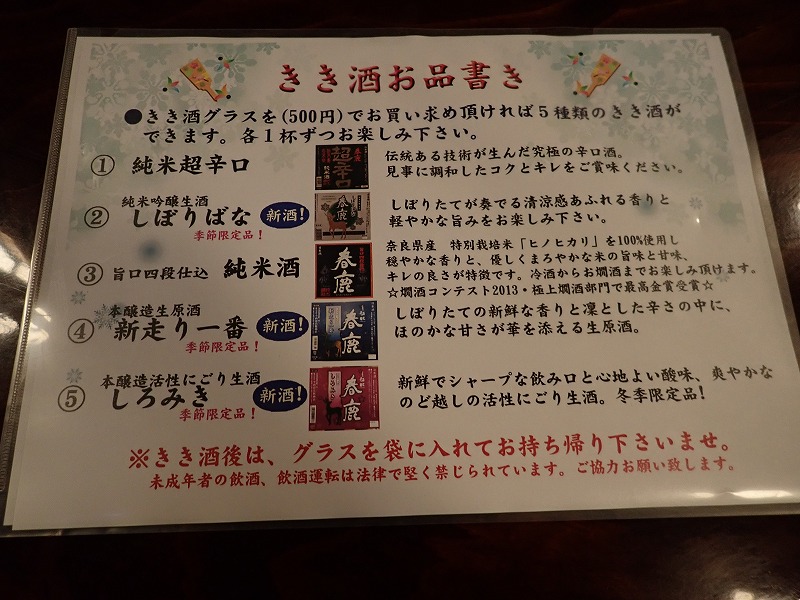 きき酒お品書き
●きき酒グラスを(500円)でお買い求め頂ければ5種類のきき酒が
できます。各1杯ずつお楽しみ下さい。
① 純米超辛口
春鹿
超辛口
純米酒
伝統ある技術が生んだ究極の辛口酒。
見事に調和したコクとキレをご賞味ください。
純米吟醸生酒
② しぼりばな 新酒!
季節限定品!
春鹿
しぼりたてが奏でる清涼感あふれる香りと
軽やかな旨みをお楽しみ下さい。
③ 旨口四段仕込 純米酒
春鹿
奈良県産 特別栽培米「ヒノヒカリ」を100%使用し
穏やかな香りと、優しくまろやかな米の旨味と甘味、
キレの良さが特徴です。冷酒からお燗酒までお楽しみ頂けます。
☆燗酒コンテスト2013・極上燗酒部門で最高金賞受賞☆
本醸造生原酒
④ 新走り一番 新酒!
季節限定品!
春鹿
しぼりたての新鮮な香りと凜とした辛さの中に、
ほのかな甘さが華を添える生原酒。
本醸造活性にごり生酒
⑤ しろみき 新酒!
季節限定品!
春鹿
新鮮でシャープな飲み口と心地よい酸味、爽やかな
のど越しの活性にごり生酒。冬季限定品!
※きき酒後は、グラスを袋に入れてお持ち帰り下さいませ。
未成年者の飲酒、飲酒運転は法律で堅く禁じられています。ご協力お願い致します。